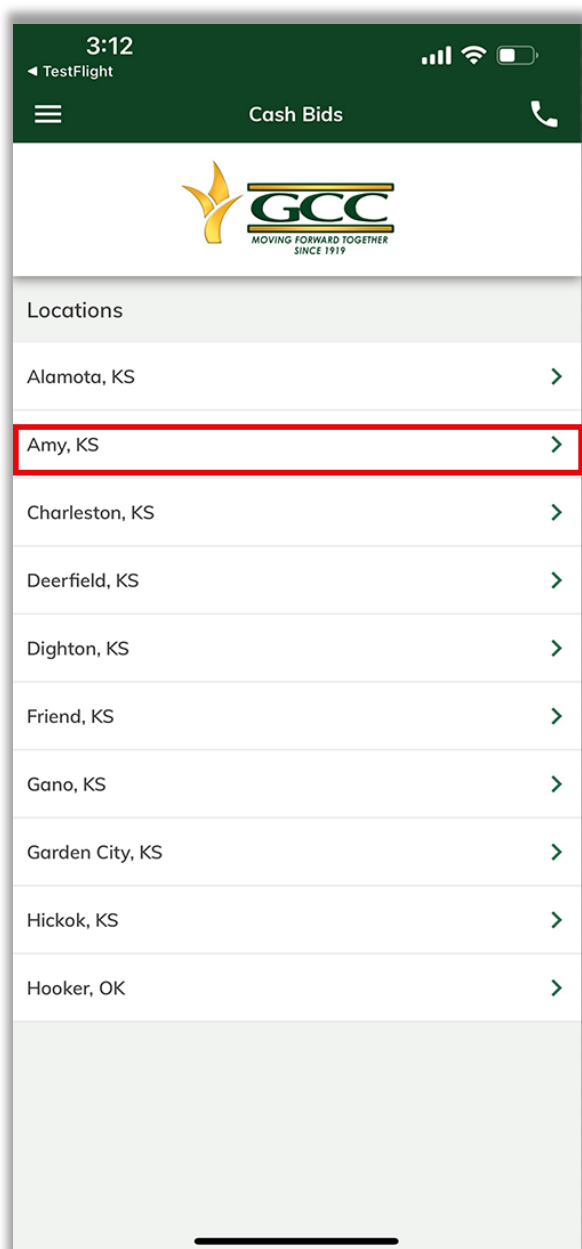 3:12
◀ TestFlight
Cash Bids
GCC
MOVING FORWARD TOGETHER
SINCE 1919
Locations
Alamota, KS
Amy, KS
Charleston, KS
Deerfield, KS
Dighton, KS
Friend, KS
Gano, KS
Garden City, KS
Hickok, KS
Hooker, OK